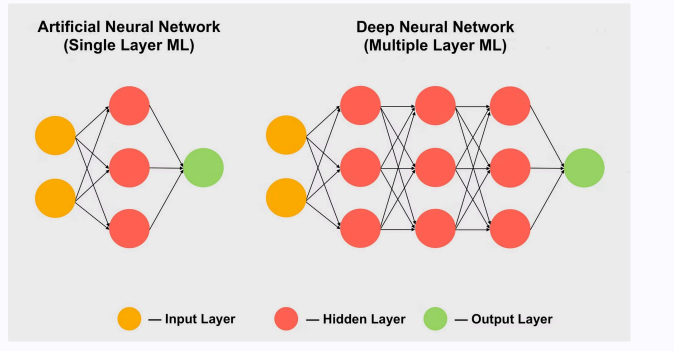 Artificial Neural Network
(Single Layer ML)
Deep Neural Network
(Multiple Layer ML)
— Input Layer
— Hidden Layer
— Output Layer